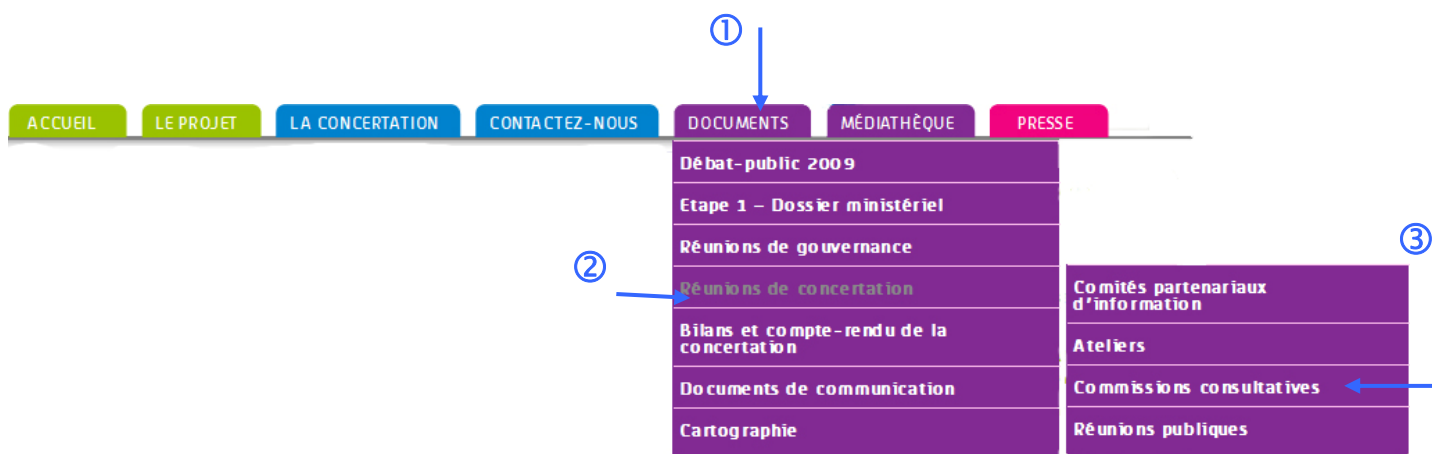 ①
ACCUEIL LE PROJET LA CONCERTATION CONTACTEZ-NOUS DOCUMENTS MÉDIATHÈQUE PRESSE
Débat-public 2009
Etape 1 – Dossier ministériel
Réunions de gouvernance
②
Réunions de concertation
Bilans et compte-rendu de la
concertation
Documents de communication
Cartographie
③
Comités partenariaux
d'information
Ateliers
Commissions consultatives
Réunions publiques